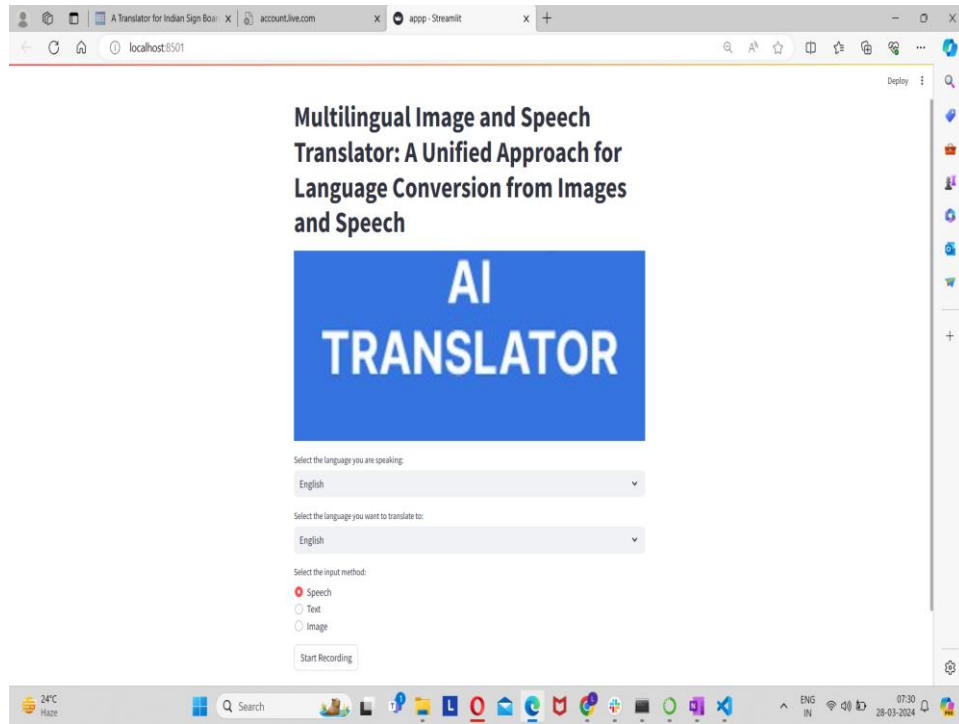 A Translator for Indian Sign Boar
account.live.com
appp · Streamlit
localhost:8501
Deploy
Multilingual Image and Speech
Translator: A Unified Approach for
Language Conversion from Images
and Speech
AI
TRANSLATOR
Select the language you are speaking:
English
Select the language you want to translate to:
English
Select the input method:
Speech
Text
Image
Start Recording
24°C
Haze
Search
ENG
IN
07:30
28-03-2024